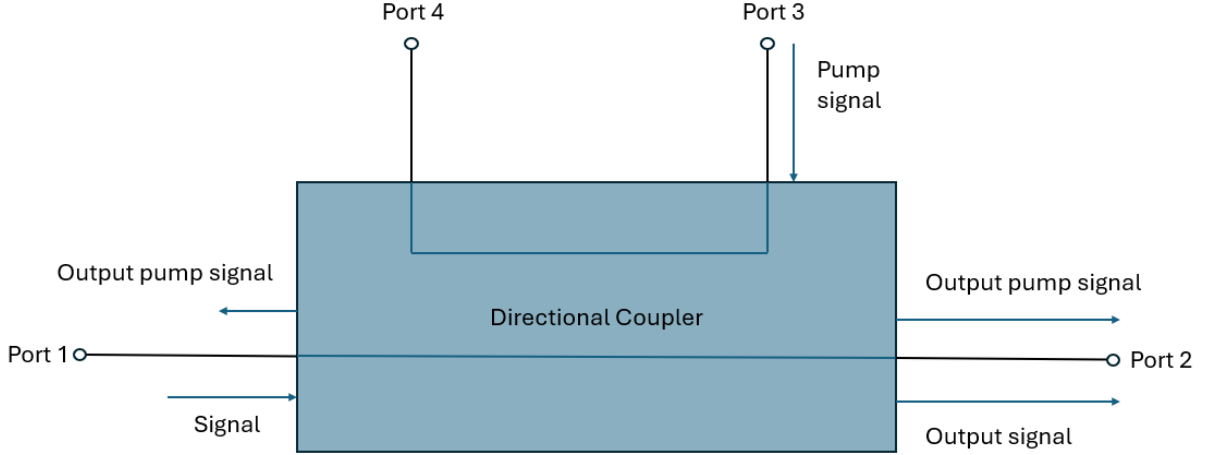 Port 4
Port 3
Pump
signal
Output pump signal
Output pump signal
Directional Coupler
Port 1
Port 2
Signal
Output signal